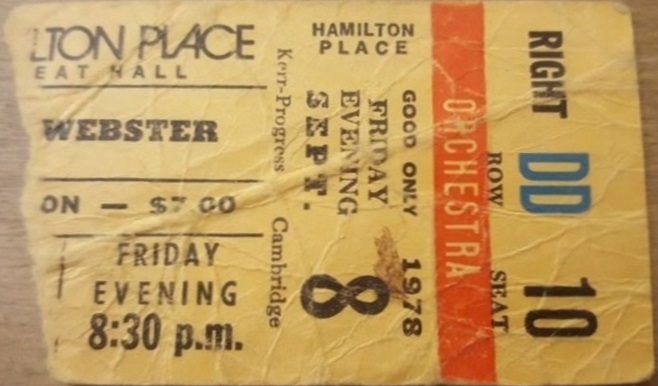 LTON PLACE
EAT HALL
WEBSTER
ON — $7.00
FRIDAY
EVENING
8:30 p.m.
Kerr-Progress Cambridge
HAMILTON
PLACE
GOOD ONLY 1978
FRIDAY
EVENING
SEPT. 8
ORCHESTRA
ROW SEAT
RIGHT DD 10